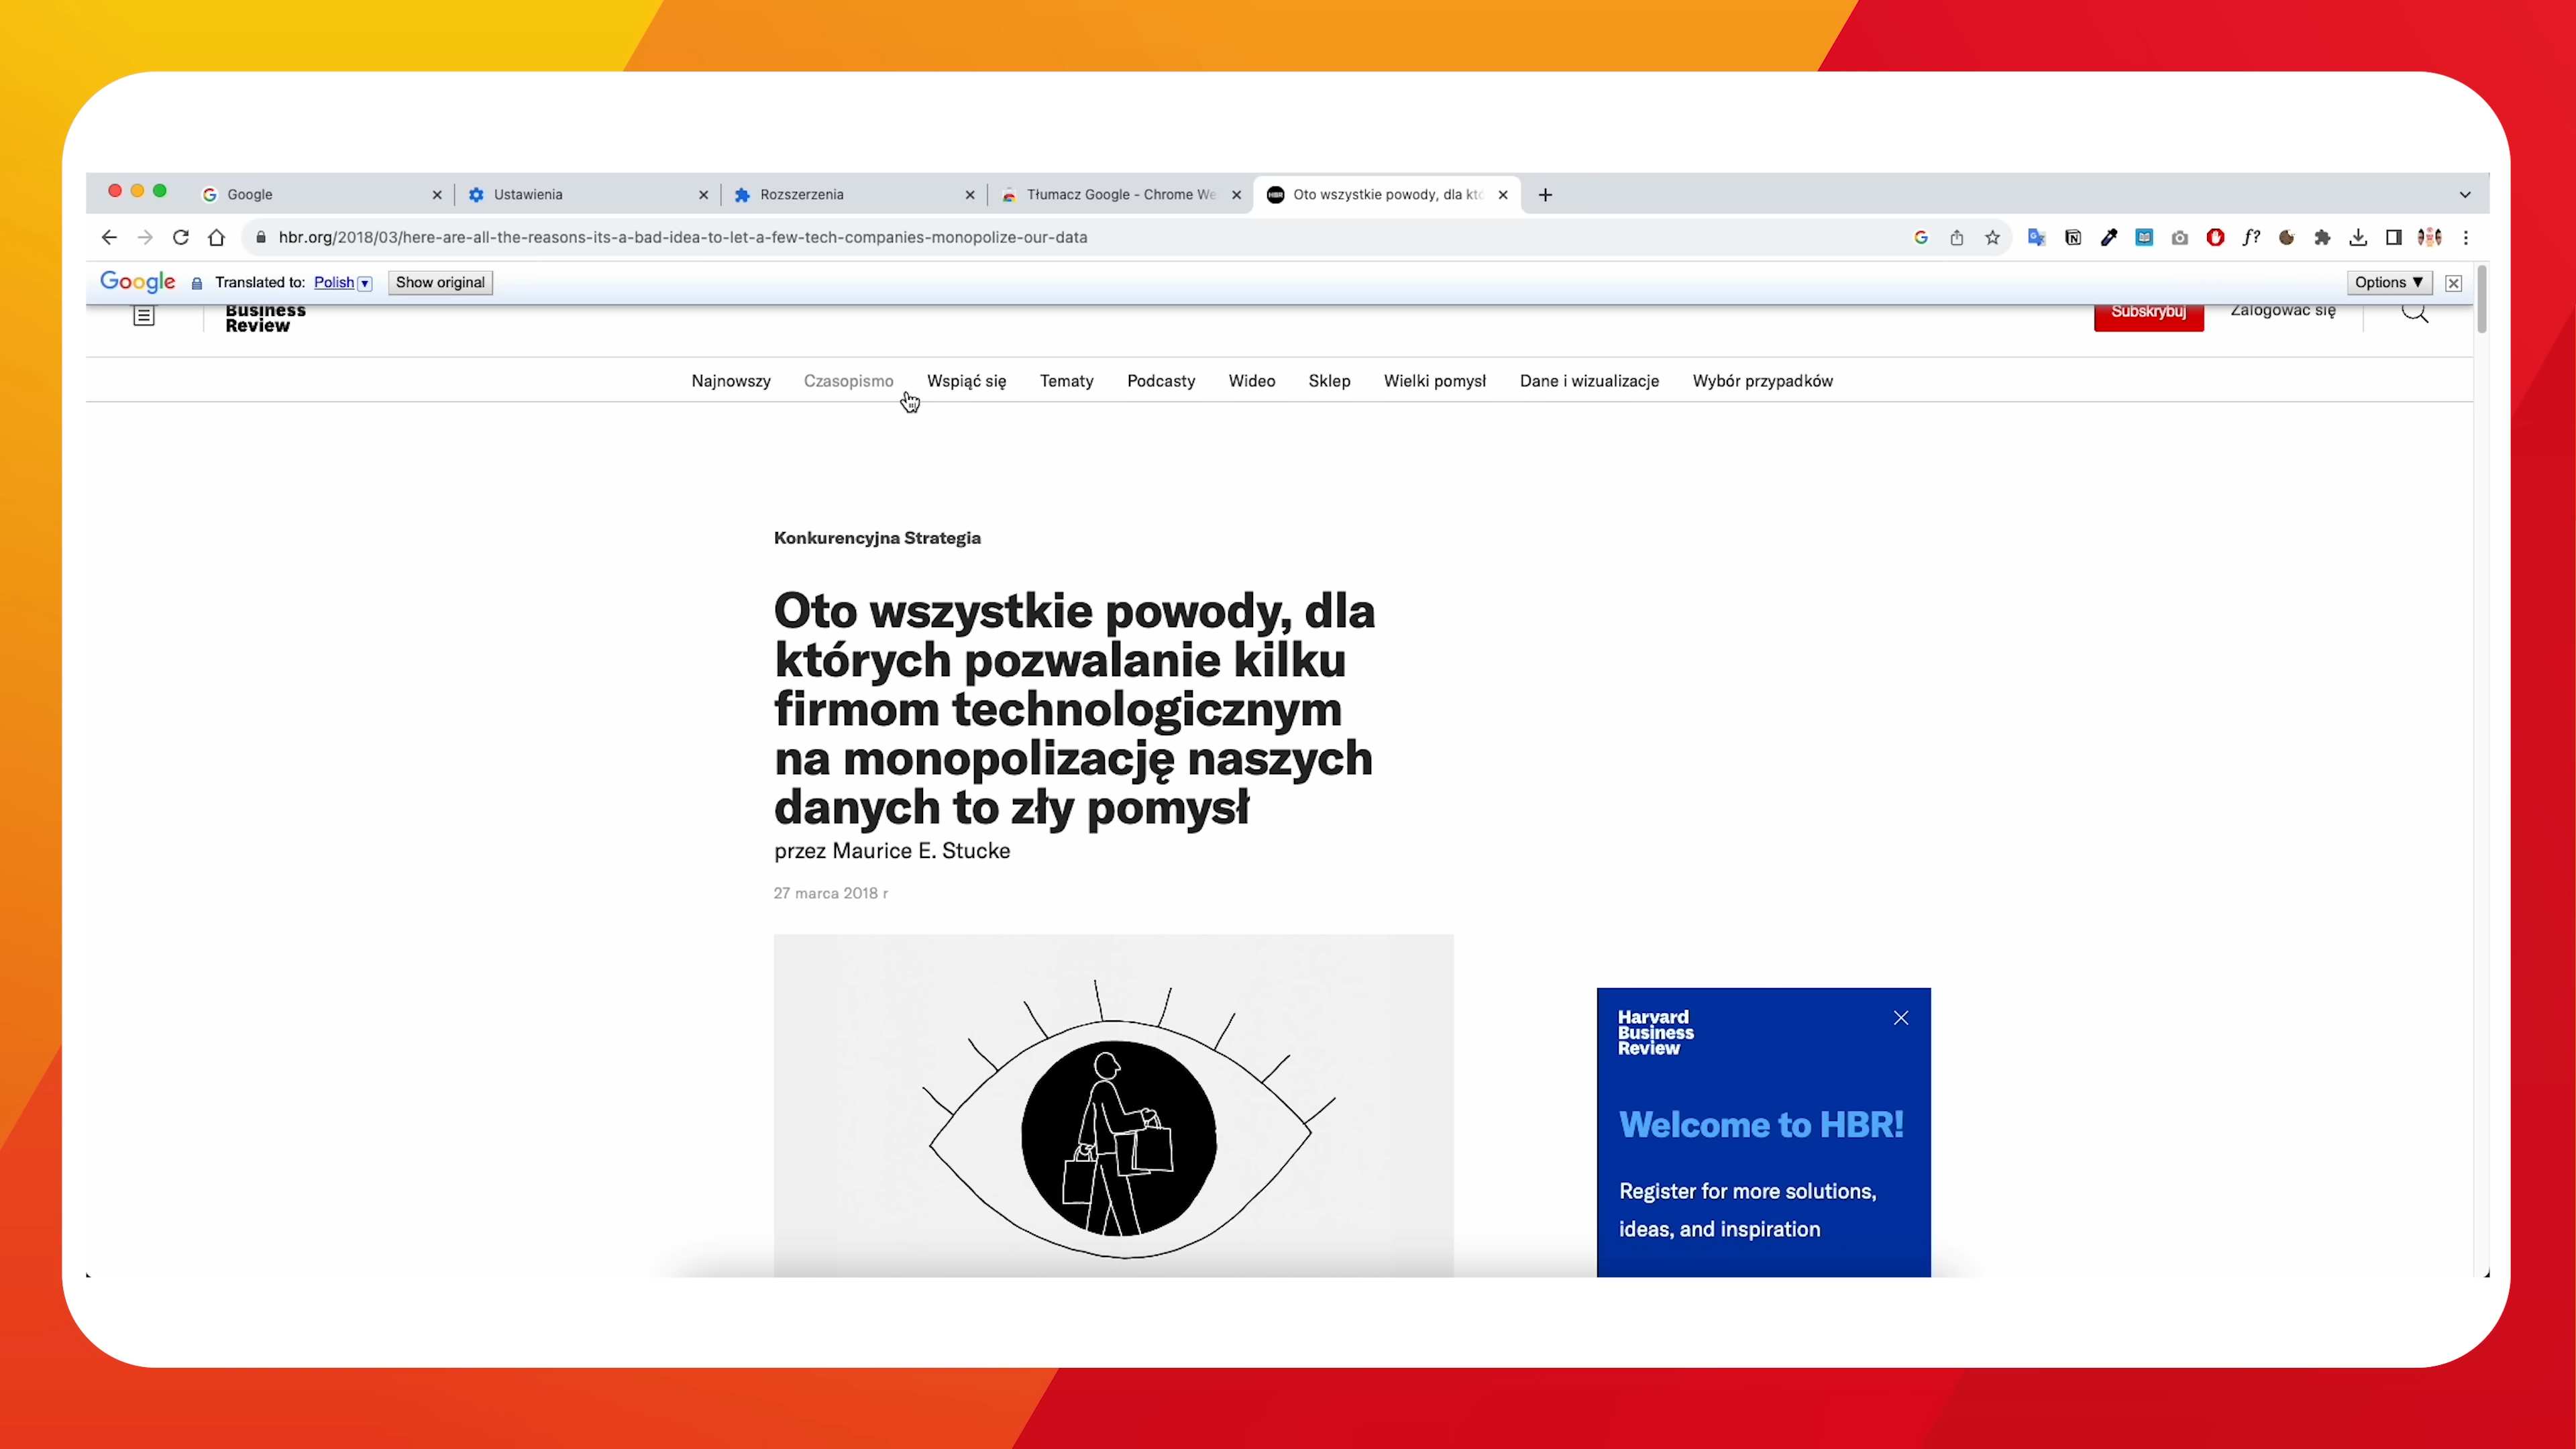 Google
Ustawienia
Rozszerzenia
Tłumacz Google - Chrome We
Oto wszystkie powody, dla któ
hbr.org/2018/03/here-are-all-the-reasons-its-a-bad-idea-to-let-a-few-tech-companies-monopolize-our-data
f?
Google Translated to: Polish Show original
Options
Business
Review
Subskrybuj
Zalogować się
Najnowszy Czasopismo Wspiąć się Tematy Podcasty Wideo Sklep Wielki pomysł Dane i wizualizacje Wybór przypadków
Konkurencyjna Strategia
Oto wszystkie powody, dla
których pozwalanie kilku
firmom technologicznym
na monopolizację naszych
danych to zły pomysł
przez Maurice E. Stucke
27 marca 2018 r
Harvard
Business
Review
Welcome to HBR!
Register for more solutions,
ideas, and inspiration